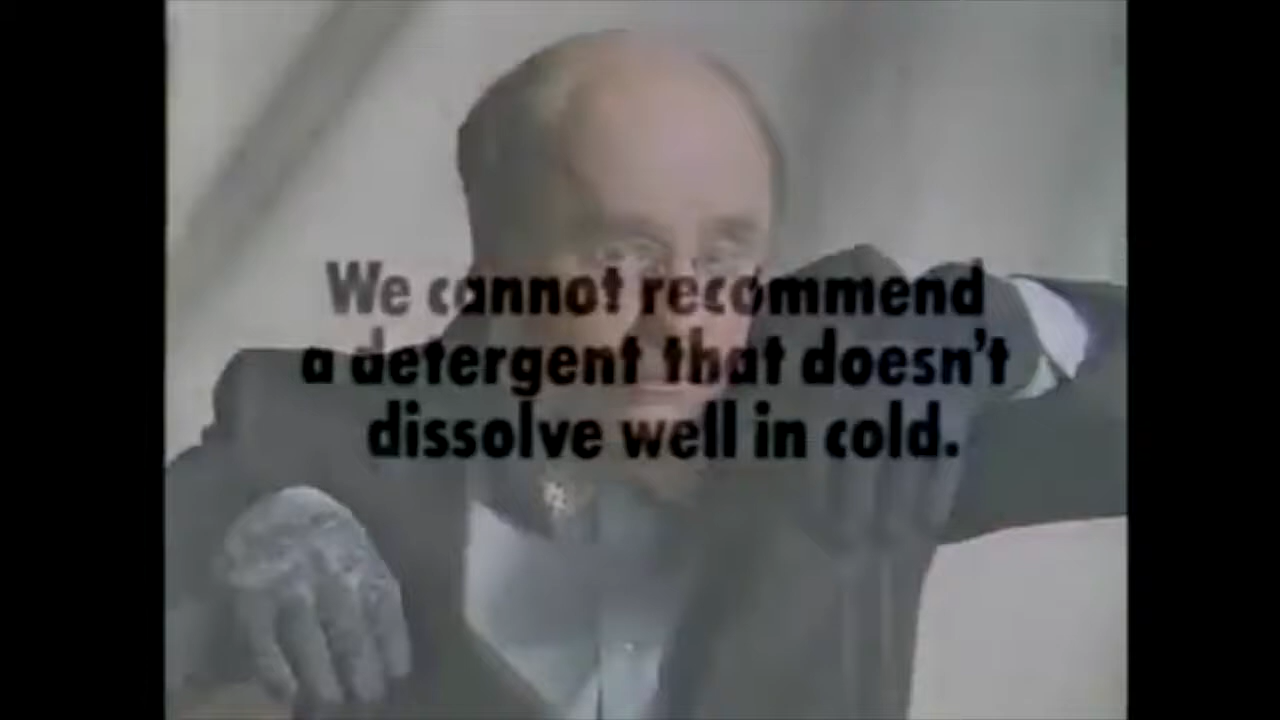 We cannot recommend
a detergent that doesn't
dissolve well in cold.